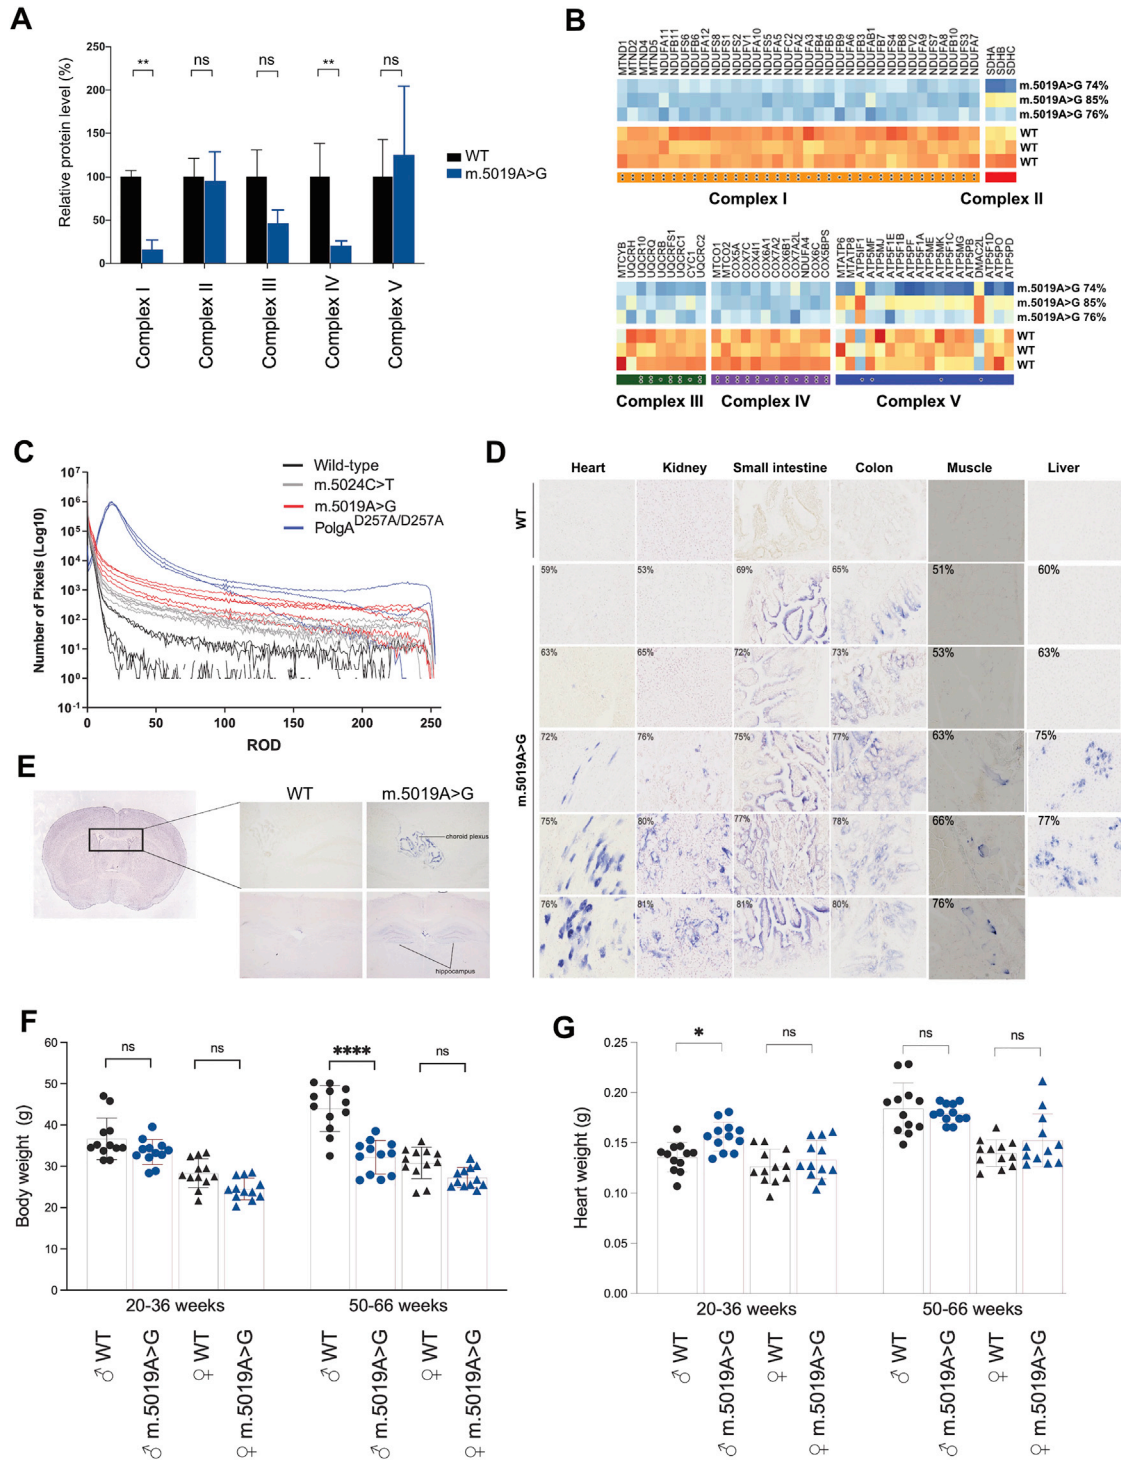 A
Relative protein level (%)
250
200
150
100
50
0
**
ns
ns
**
ns
WT
m.5019A>G
Complex I
Complex II
Complex III
Complex IV
Complex V
B
MTND1
MTND2
MTND4
MTND5
NDUFA11
NDUFB11
NDUFS6
NDUFB6
NDUFA12
NDUFS8
NDUFS1
NDUFS2
NDUFV1
NDUFA10
NDUFS5
NDUFA5
NDUFC2
NDUFA2
NDUFA3
NDUFB4
NDUFB5
NDUFB9
NDUFA6
NDUFB3
NDUFAB1
NDUFB7
NDUFS4
NDUFB8
NDUFV2
NDUFA9
NDUFS7
NDUFA8
NDUFB10
NDUFS3
NDUFA7
SDHA
SDHB
SDHC
m.5019A>G 74%
m.5019A>G 85%
m.5019A>G 76%
WT
WT
WT
Complex I
Complex II
MTCYB
UQCRH
UQCR10
UQCRQ
UQCRB
UQCRFS1
UQCRC1
CYC1
UQCRC2
MTCO1
MTCO2
COX5A
COX7C
COX4I1
COX6A1
COX7A2
COX6B1
COX7A2L
NDUFA4
COX6C
COX5BPS
MTATP6
MTATP8
ATP5IF1
ATP5MF
ATP5MJ
ATP5F1E
ATP5F1B
ATP5PF
ATP5F1A
ATP5ME
ATP5MK
ATP5F1C
ATP5MG
ATP5PB
DMAC2L
ATP5F1D
ATP5PO
ATP5PD
m.5019A>G 74%
m.5019A>G 85%
m.5019A>G 76%
WT
WT
WT
Complex III
Complex IV
Complex V
C
Number of Pixels (Log10)
10⁷
10⁶
10⁵
10⁴
10³
10²
10¹
10⁰
10⁻¹
0
50
100
150
200
250
ROD
Wild-type
m.5024C>T
m.5019A>G
PolgA^D257A/D257A
D
Heart
Kidney
Small intestine
Colon
Muscle
Liver
WT
m.5019A>G
59%
53%
69%
65%
51%
60%
63%
65%
72%
73%
53%
63%
72%
76%
75%
77%
63%
75%
75%
80%
77%
78%
66%
77%
76%
81%
81%
80%
76%
E
WT
m.5019A>G
choroid plexus
hippocampus
F
Body weight (g)
60
50
40
30
20
10
0
ns
ns
****
ns
20-36 weeks
50-66 weeks
♂ WT
♂ m.5019A>G
♀ WT
♀ m.5019A>G
♂ WT
♂ m.5019A>G
♀ WT
♀ m.5019A>G
G
Heart weight (g)
0.25
0.20
0.15
0.10
0.05
0.00
*
ns
ns
ns
20-36 weeks
50-66 weeks
♂ WT
♂ m.5019A>G
♀ WT
♀ m.5019A>G
♂ WT
♂ m.5019A>G
♀ WT
♀ m.5019A>G